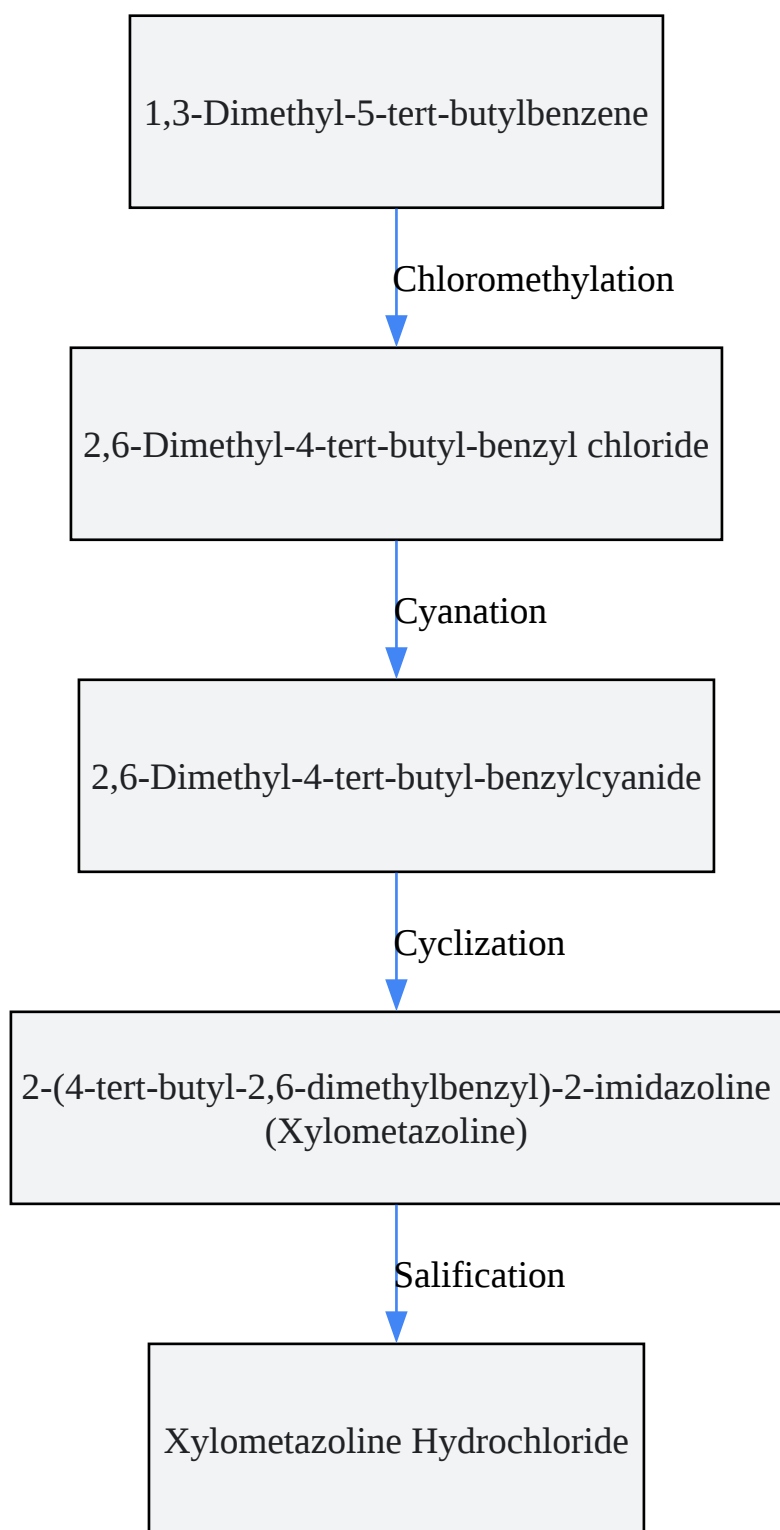 1,3-Dimethyl-5-tert-butylbenzene
Chloromethylation
2,6-Dimethyl-4-tert-butyl-benzyl chloride
Cyanation
2,6-Dimethyl-4-tert-butyl-benzylcyanide
Cyclization
2-(4-tert-butyl-2,6-dimethylbenzyl)-2-imidazoline
(Xylometazoline)
Salification
Xylometazoline Hydrochloride